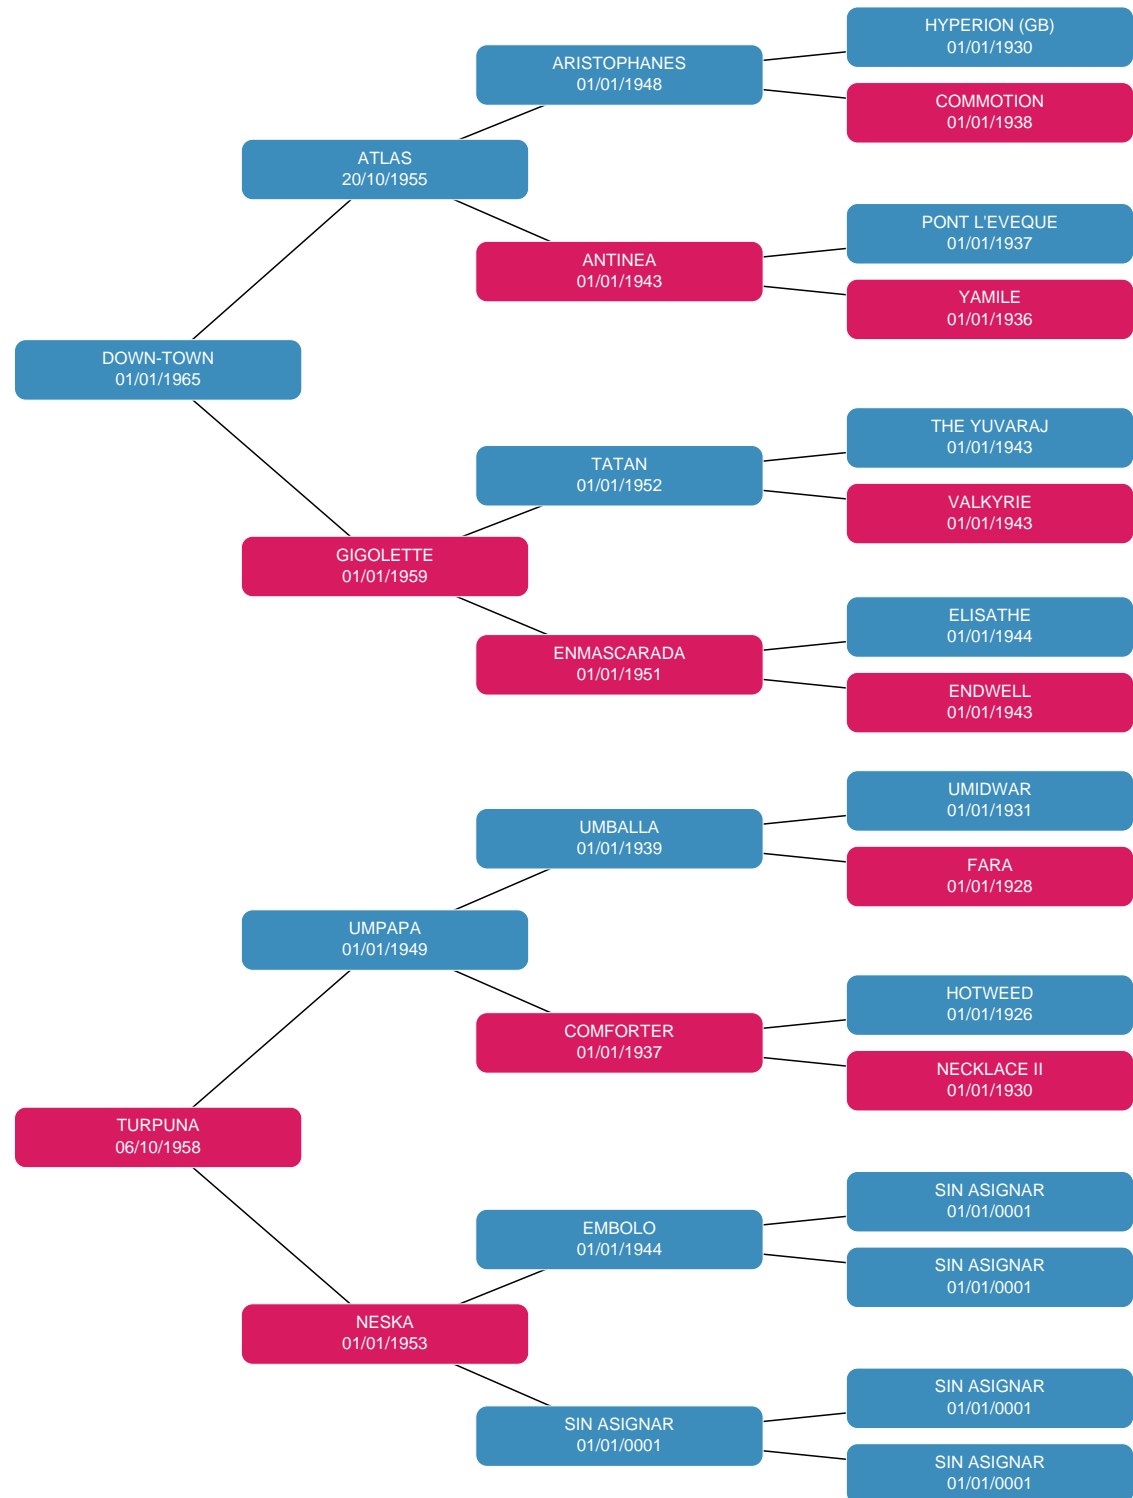 HYPERION (GB)
01/01/1930
ARISTOPHANES
01/01/1948
COMMOTION
01/01/1938
ATLAS
20/10/1955
PONT L'EVEQUE
01/01/1937
ANTINEA
01/01/1943
YAMILE
01/01/1936
DOWN-TOWN
01/01/1965
THE YUVARAJ
01/01/1943
TATAN
01/01/1952
VALKYRIE
01/01/1943
GIGOLETTE
01/01/1959
ELISATHE
01/01/1944
ENMASCARADA
01/01/1951
ENDWELL
01/01/1943
UMIDWAR
01/01/1931
UMBALLA
01/01/1939
FARA
01/01/1928
UMPAPA
01/01/1949
HOTWEED
01/01/1926
COMFORTER
01/01/1937
NECKLACE II
01/01/1930
TURPUNA
06/10/1958
SIN ASIGNAR
01/01/0001
EMBOLO
01/01/1944
SIN ASIGNAR
01/01/0001
NESKA
01/01/1953
SIN ASIGNAR
01/01/0001
SIN ASIGNAR
01/01/0001
SIN ASIGNAR
01/01/0001